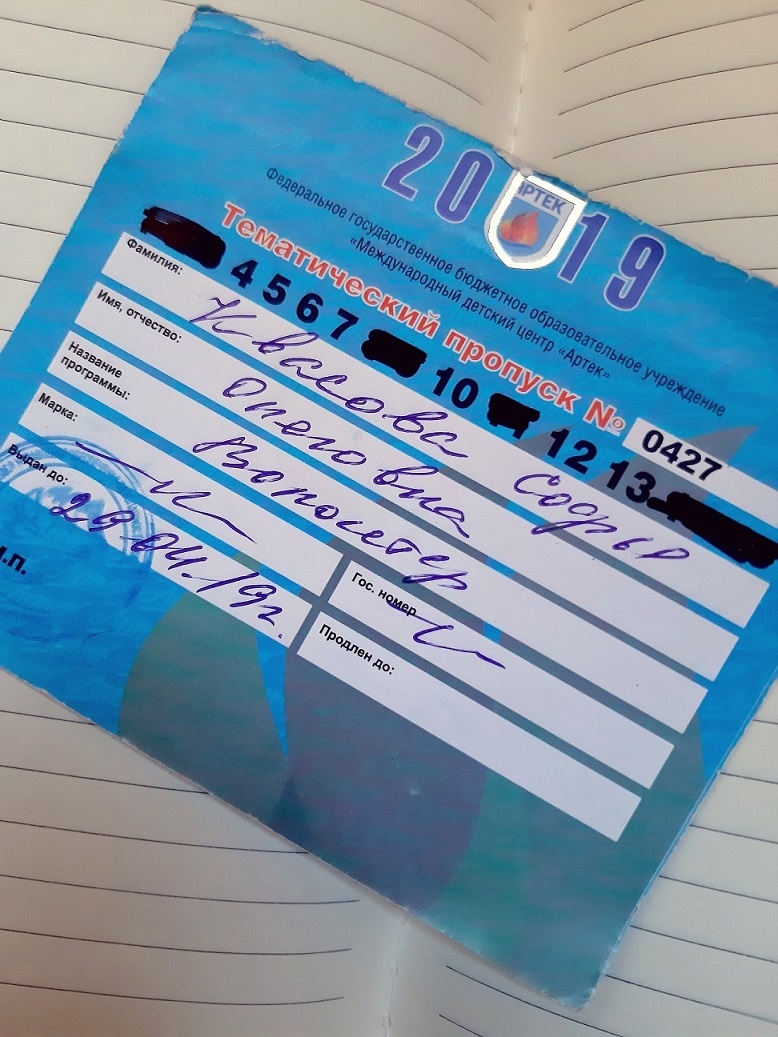 2019
АРТЕК
Федеральное государственное бюджетное образовательное учреждение
«Международный детский центр «Артек»
Тематический пропуск № 0427
4 5 6 7 10 12 13
Фамилия: Квасова Софья
Имя, отчество: Олеговна
Название программы: Волосетер
Марка:
Гос. номер
Выдан до: 29.04.19г.
Продлен до:
М.П.